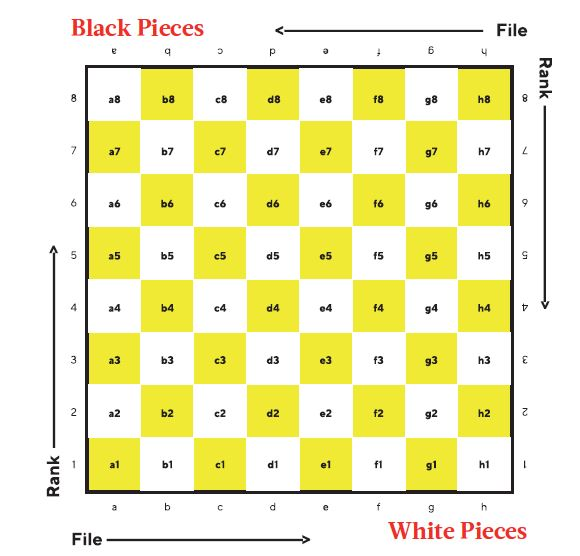 Black Pieces
File
a b c d e f g h
Rank
8 a8 b8 c8 d8 e8 f8 g8 h8 8
7 a7 b7 c7 d7 e7 f7 g7 h7 7
6 a6 b6 c6 d6 e6 f6 g6 h6 6
5 a5 b5 c5 d5 e5 f5 g5 h5 5
4 a4 b4 c4 d4 e4 f4 g4 h4 4
3 a3 b3 c3 d3 e3 f3 g3 h3 3
2 a2 b2 c2 d2 e2 f2 g2 h2 2
1 a1 b1 c1 d1 e1 f1 g1 h1 1
Rank
a b c d e f g h
File
White Pieces